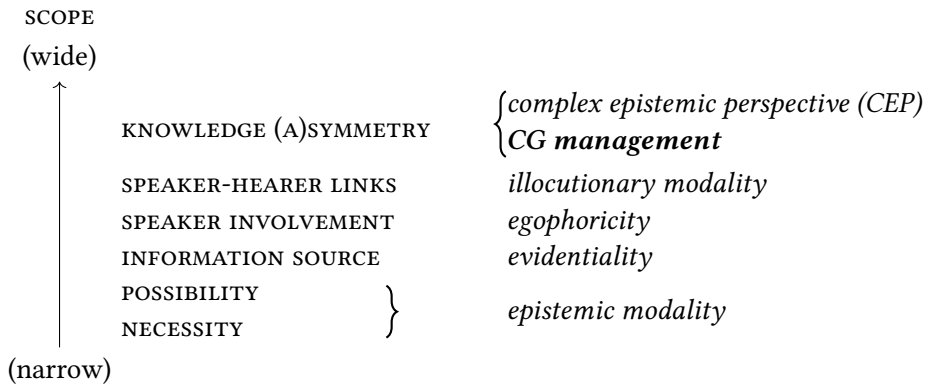 SCOPE
(wide)
KNOWLEDGE (A)SYMMETRY
complex epistemic perspective (CEP)
CG management
SPEAKER-HEARER LINKS illocutionary modality
SPEAKER INVOLVEMENT egophoricity
INFORMATION SOURCE evidentiality
POSSIBILITY
NECESSITY
epistemic modality
(narrow)